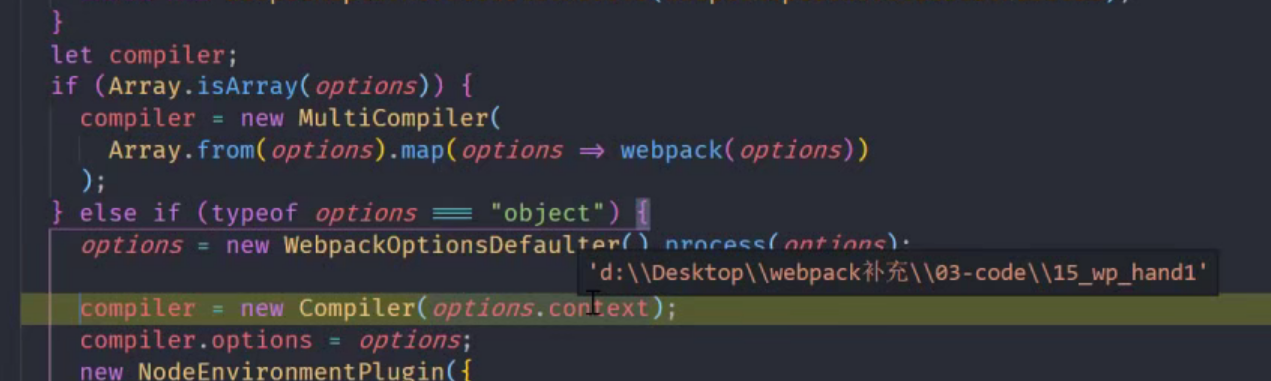 }
let compiler;
if (Array.isArray(options)) {
compiler = new MultiCompiler(
Array.from(options).map(options => webpack(options))
);
} else if (typeof options === "object") {
options = new WebpackOptionsDefaulter().process(options);
'd:\\Desktop\\webpack补充\\03-code\\15_wp_hand1'
compiler = new Compiler(options.context);
compiler.options = options;
new NodeEnvironmentPlugin({